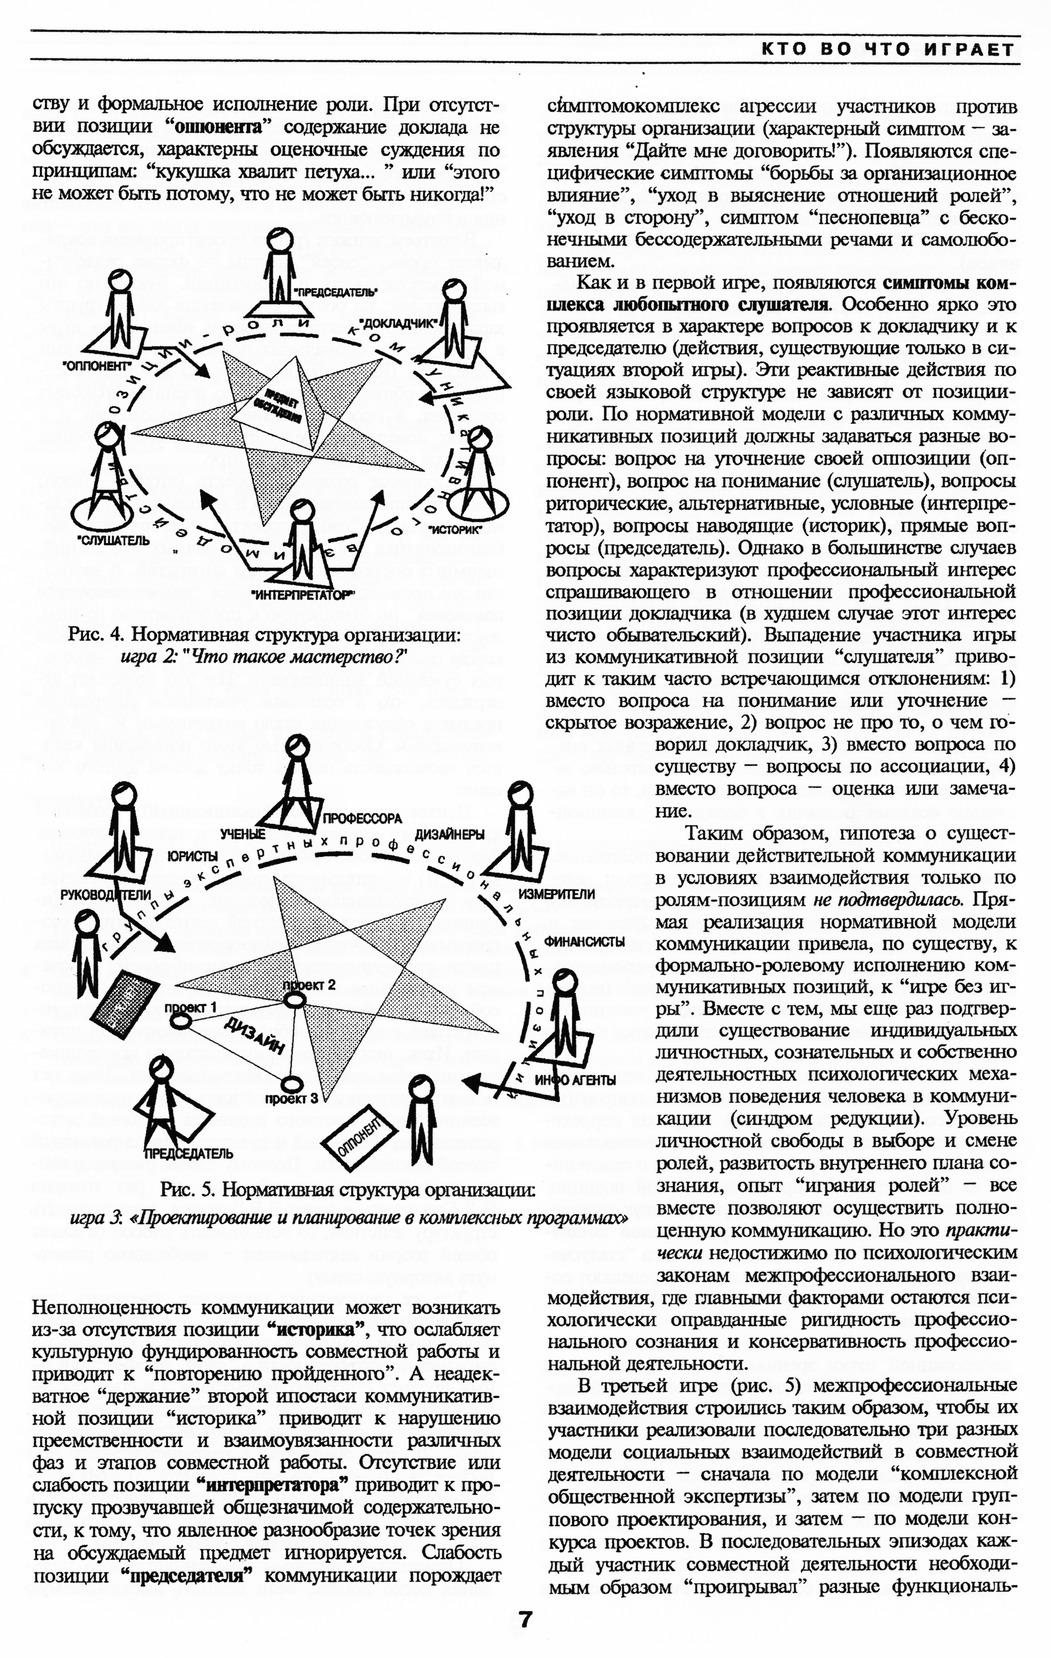 КТО ВО ЧТО ИГРАЕТ
ству и формальное исполнение роли. При отсутст-
вии позиции “оппонента” содержание доклада не
обсуждается, характерны оценочные суждения по
принципам: “кукушка хвалит петуха... ” или “этого
не может быть потому, что не может быть никогда!”
"ПРЕДСЕДАТЕЛЬ"
"ДОКЛАДЧИК"
"ОППОНЕНТ"
позиции-роли коммуникативного взаимодействия
ПРЕДМЕТ
ОБСУЖДЕНИЯ
"СЛУШАТЕЛЬ
"ИСТОРИК"
"ИНТЕРПРЕТАТОР"
Рис. 4. Нормативная структура организации:
игра 2: "Что такое мастерство?"
ПРОФЕССОРА
УЧЕНЫЕ
ДИЗАЙНЕРЫ
ЮРИСТЫ
РУКОВОДИТЕЛИ
ИЗМЕРИТЕЛИ
группы экспертных профессиональных позиций
ФИНАНСИСТЫ
проект 2
проект 1
ДИЗАЙН
проект 3
ИНФО АГЕНТЫ
ОППОНЕНТ
ПРЕДСЕДАТЕЛЬ
Рис. 5. Нормативная структура организации:
игра 3: «Проектирование и планирование в комплексных программах»
Неполноценность коммуникации может возникать
из-за отсутствия позиции “историка”, что ослабляет
культурную фундированность совместной работы и
приводит к “повторению пройденного”. А неадек-
ватное “держание” второй ипостаси коммуникатив-
ной позиции “историка” приводит к нарушению
преемственности и взаимоувязанности различных
фаз и этапов совместной работы. Отсутствие или
слабость позиции “интерпретатора” приводит к про-
пуску прозвучавшей общезначимой содержательно-
сти, к тому, что явленное разнообразие точек зрения
на обсуждаемый предмет игнорируется. Слабость
позиции “председателя” коммуникации порождает
симптомокомплекс агрессии участников против
структуры организации (характерный симптом — за-
явления “Дайте мне договорить!”). Появляются спе-
цифические симптомы “борьбы за организационное
влияние”, “уход в выяснение отношений ролей”,
“уход в сторону”, симптом “песнопевца” с беско-
нечными бессодержательными речами и самолюбо-
ванием.
Как и в первой игре, появляются симптомы ком-
плекса любопытного слушателя. Особенно ярко это
проявляется в характере вопросов к докладчику и к
председателю (действия, существующие только в си-
туациях второй игры). Эти реактивные действия по
своей языковой структуре не зависят от позиции-
роли. По нормативной модели с различных комму-
никативных позиций должны задаваться разные во-
просы: вопрос на уточнение своей оппозиции (оп-
понент), вопрос на понимание (слушатель), вопросы
риторические, альтернативные, условные (интерпре-
татор), вопросы наводящие (историк), прямые воп-
росы (председатель). Однако в большинстве случаев
вопросы характеризуют профессиональный интерес
спрашивающего в отношении профессиональной
позиции докладчика (в худшем случае этот интерес
чисто обывательский). Выпадение участника игры
из коммуникативной позиции “слушателя” приво-
дит к таким часто встречающимся отклонениям: 1)
вместо вопроса на понимание или уточнение —
скрытое возражение, 2) вопрос не про то, о чем го-
ворил докладчик, 3) вместо вопроса по
существу — вопросы по ассоциации, 4)
вместо вопроса — оценка или замеча-
ние.
Таким образом, гипотеза о сущест-
вовании действительной коммуникации
в условиях взаимодействия только по
ролям-позициям не подтвердилась. Пря-
мая реализация нормативной модели
коммуникации привела, по существу, к
формально-ролевому исполнению ком-
муникативных позиций, к “игре без иг-
ры”. Вместе с тем, мы еще раз подтвер-
дили существование индивидуальных
личностных, сознательных и собственно
деятельностных психологических меха-
низмов поведения человека в коммуни-
кации (синдром редукции). Уровень
личностной свободы в выборе и смене
ролей, развитость внутреннего плана со-
знания, опыт “играния ролей” — все
вместе позволяют осуществить полно-
ценную коммуникацию. Но это практи-
чески недостижимо по психологическим
законам межпрофессионального взаи-
модействия, где главными факторами остаются пси-
хологически оправданные ригидность профессио-
нального сознания и консервативность профессио-
нальной деятельности.
В третьей игре (рис. 5) межпрофессиональные
взаимодействия строились таким образом, чтобы их
участники реализовали последовательно три разных
модели социальных взаимодействий в совместной
деятельности — сначала по модели “комплексной
общественной экспертизы”, затем по модели груп-
пового проектирования, и затем — по модели кон-
курса проектов. В последовательных эпизодах каж-
дый участник совместной деятельности необходи-
мым образом “проигрывал” разные функциональ-
7